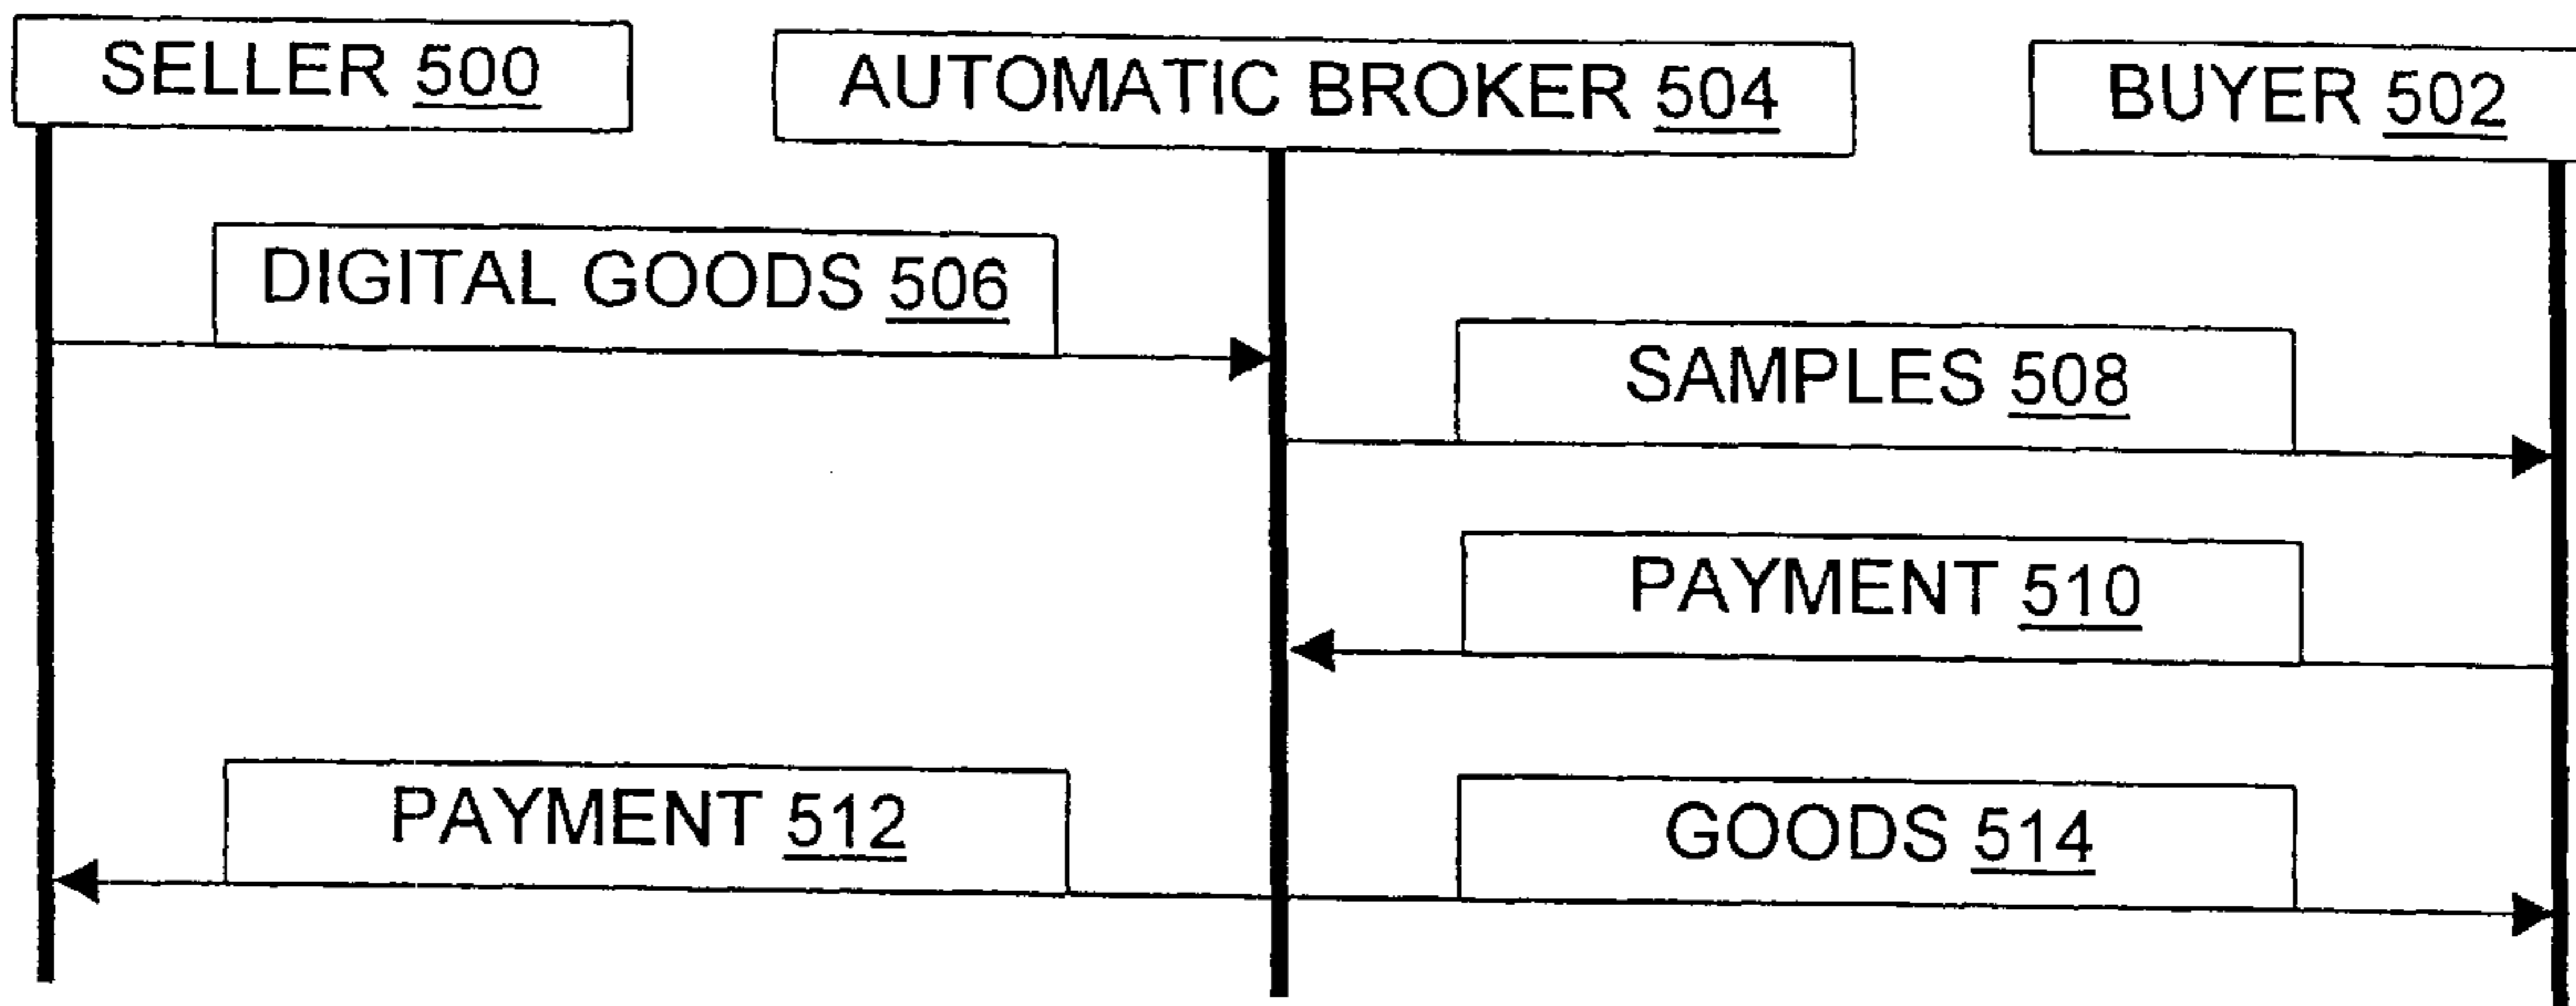 SELLER 500
AUTOMATIC BROKER 504
BUYER 502
DIGITAL GOODS 506
SAMPLES 508
PAYMENT 510
PAYMENT 512
GOODS 514